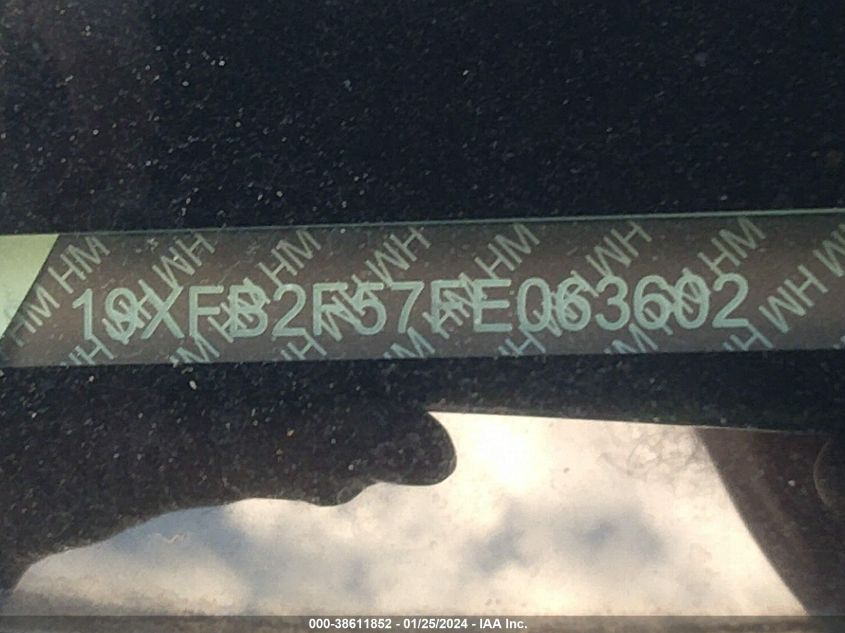 19XFB2F57FE063602
000-38611852 - 01/25/2024 - IAA Inc.